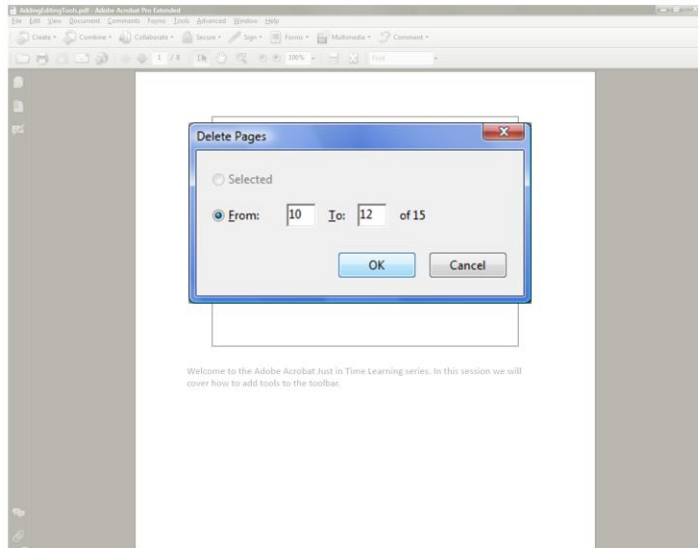 AddingEditingTools.pdf - Adobe Acrobat Pro Extended
File Edit View Document Comments Forms Tools Advanced Window Help
Create Combine Collaborate Secure Sign Forms Multimedia Comment
1 / 8 100% Find
Delete Pages
Selected
From: 10 To: 12 of 15
OK Cancel
Welcome to the Adobe Acrobat Just in Time Learning series. In this session we will
cover how to add tools to the toolbar.